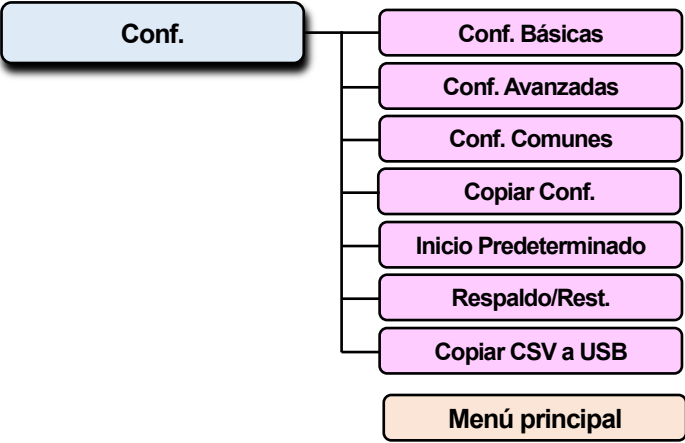 Conf.
Conf. Básicas
Conf. Avanzadas
Conf. Comunes
Copiar Conf.
Inicio Predeterminado
Respaldo/Rest.
Copiar CSV a USB
Menú principal